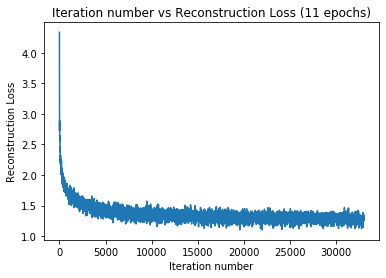 Iteration number vs Reconstruction Loss (11 epochs)
Reconstruction Loss
4.0
3.5
3.0
2.5
2.0
1.5
1.0
0 5000 10000 15000 20000 25000 30000
Iteration number